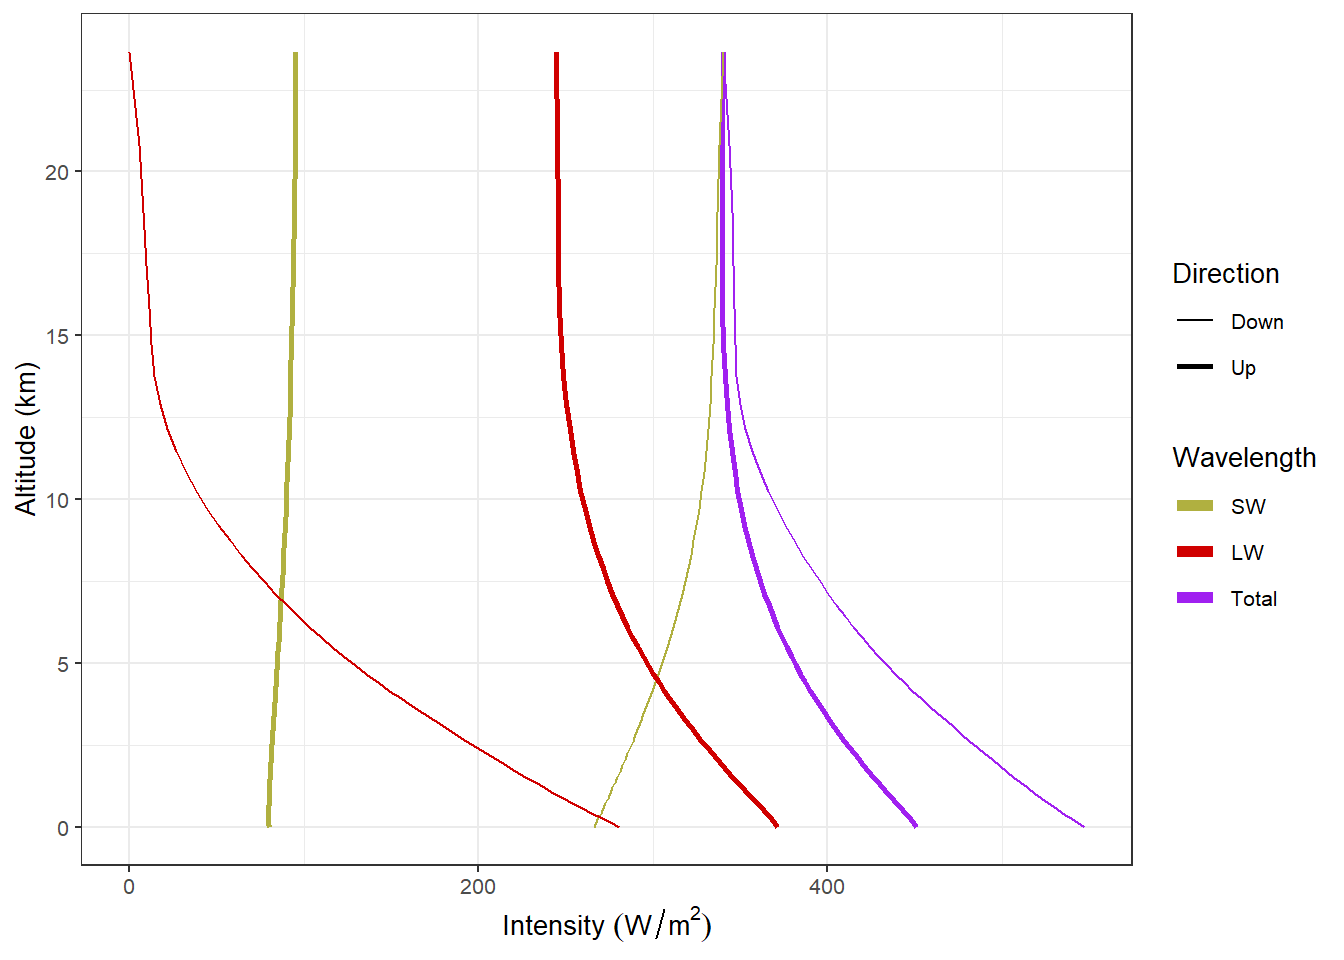 20
15
10
5
0
0
200
400
Altitude (km)
Intensity (W/m²)
Direction
Down
Up
Wavelength
SW
LW
Total